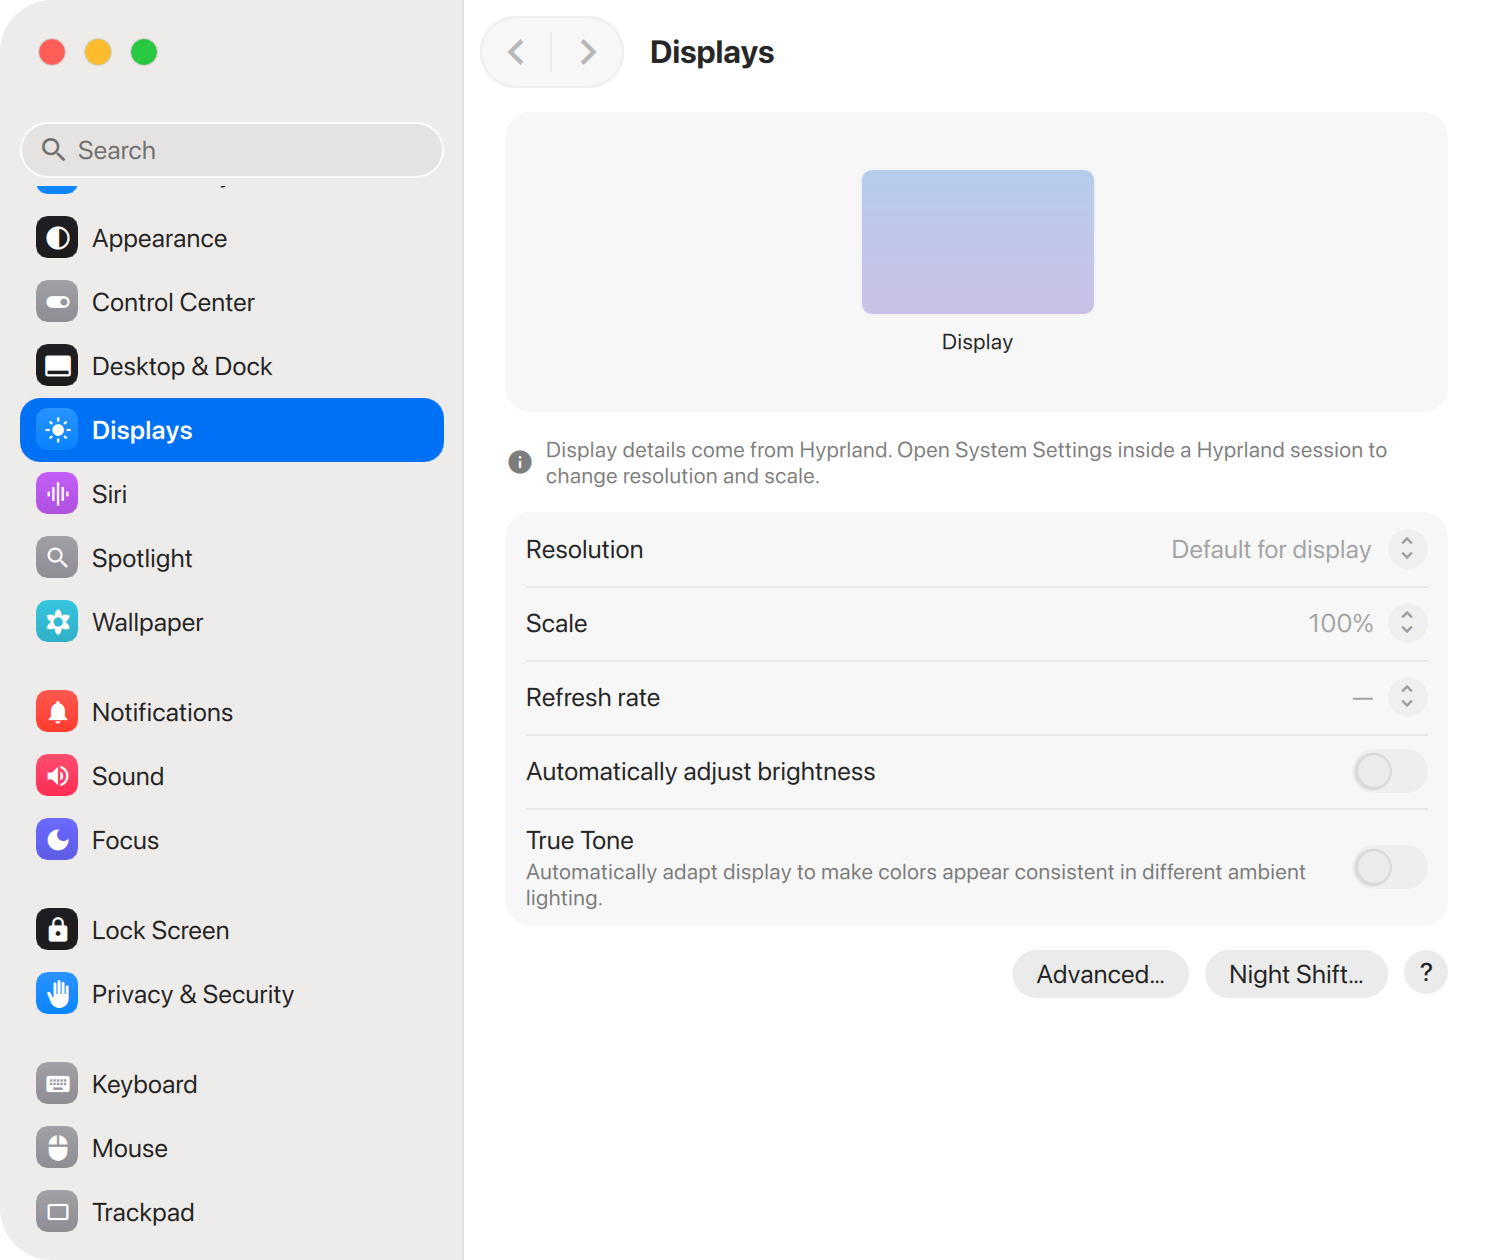 Displays
Search
Appearance
Control Center
Desktop & Dock
Displays
Siri
Spotlight
Wallpaper
Notifications
Sound
Focus
Lock Screen
Privacy & Security
Keyboard
Mouse
Trackpad
Display
Display details come from Hyprland. Open System Settings inside a Hyprland session to
change resolution and scale.
Resolution Default for display
Scale 100%
Refresh rate —
Automatically adjust brightness
True Tone
Automatically adapt display to make colors appear consistent in different ambient
lighting.
Advanced... Night Shift... ?